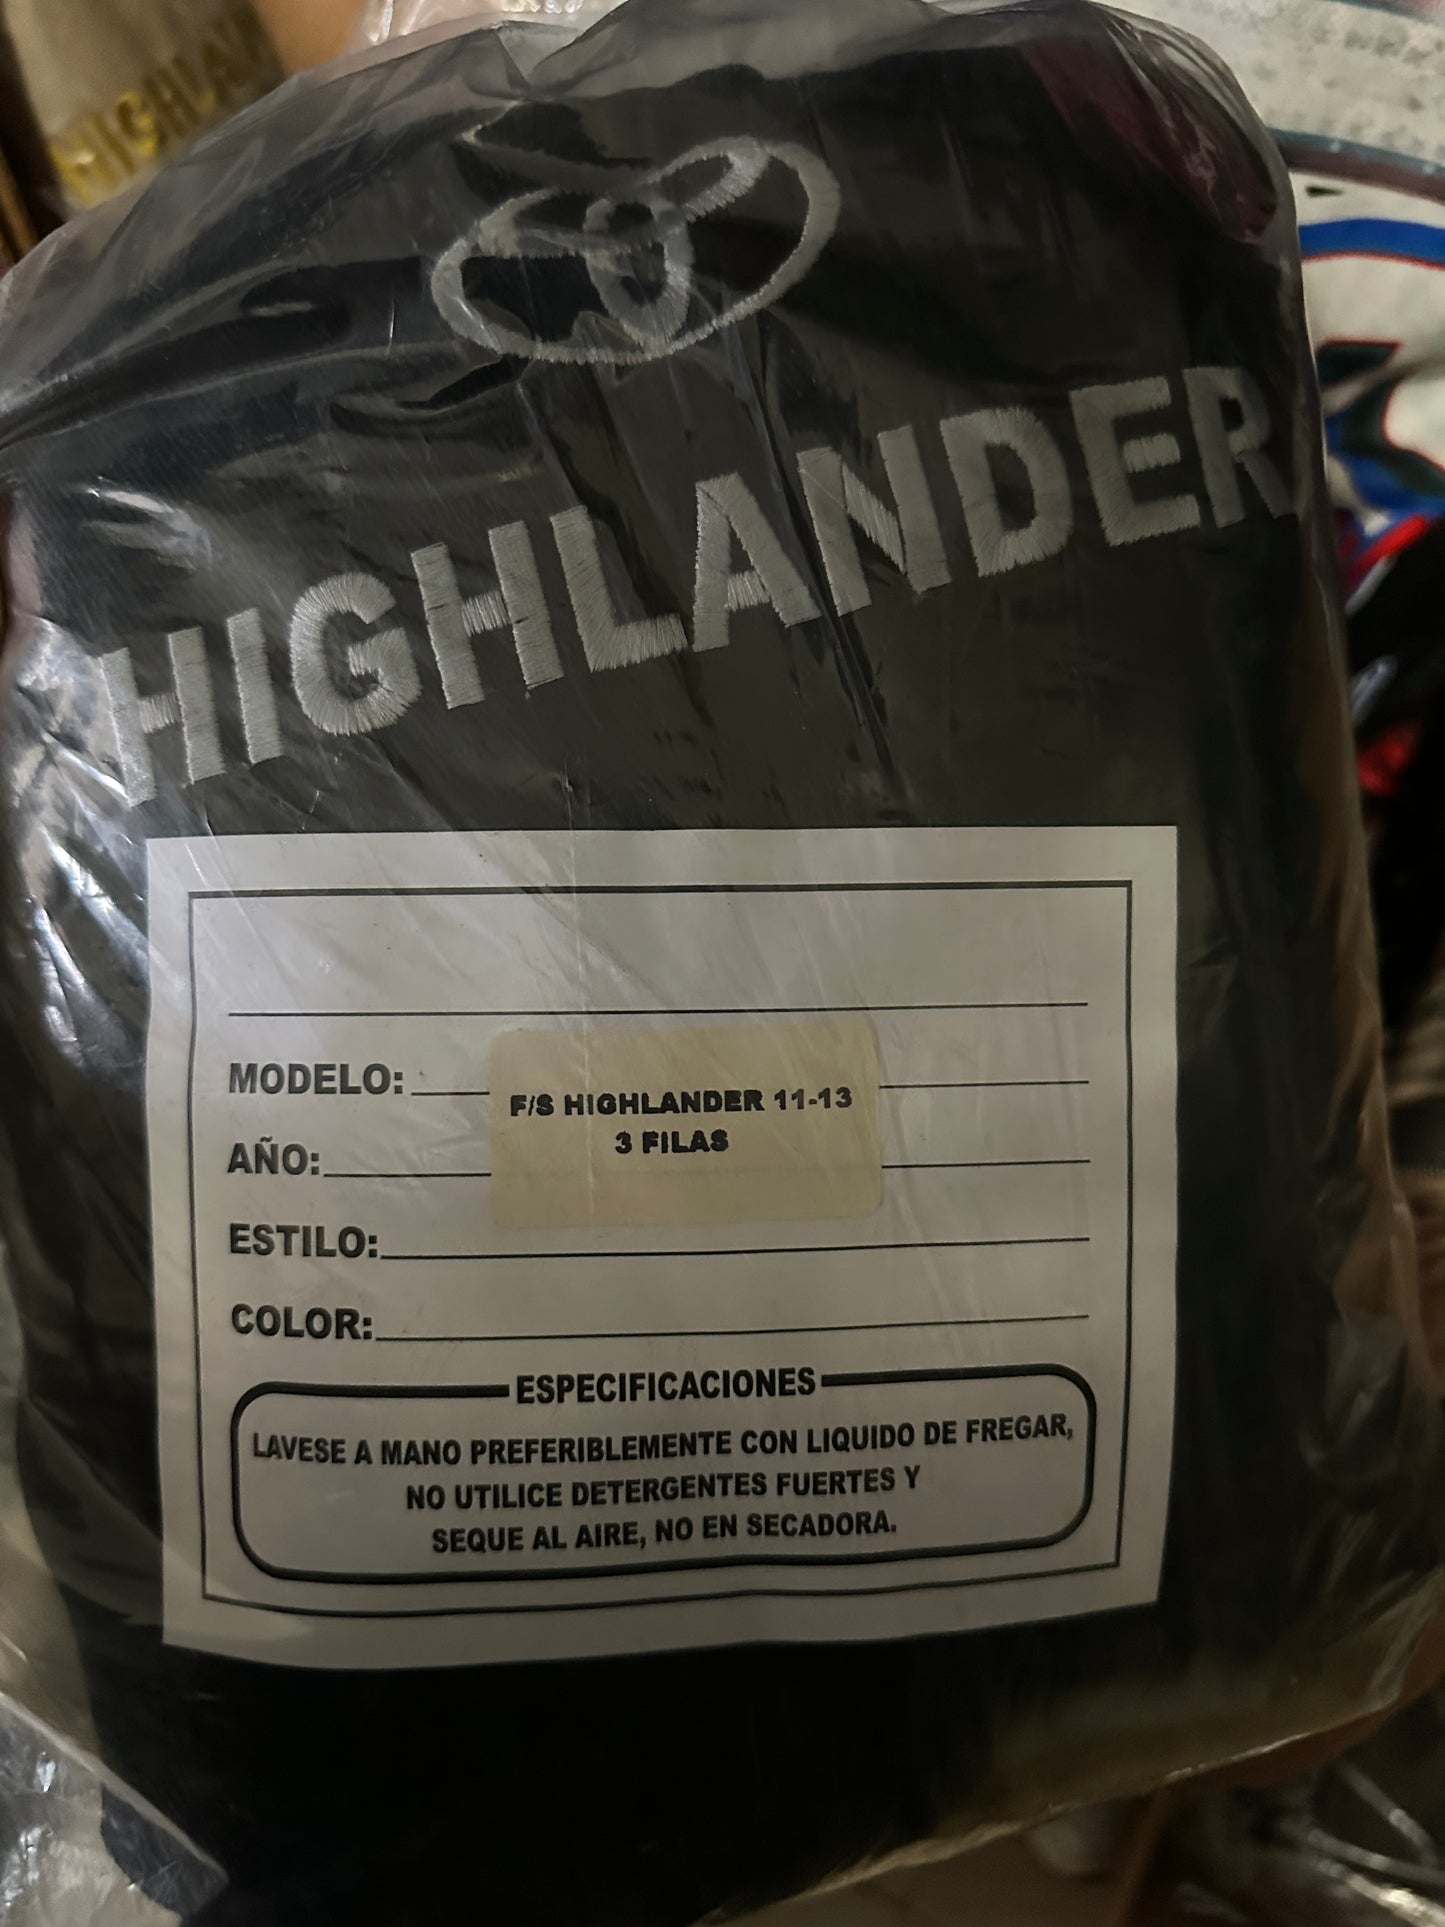 HIGHLAN
HIGHLANDER
MODELO:
F/S HIGHLANDER 11-13
3 FILAS
AÑO:
ESTILO:
COLOR:
ESPECIFICACIONES
LAVESE A MANO PREFERIBLEMENTE CON LIQUIDO DE FREGAR,
NO UTILICE DETERGENTES FUERTES Y
SEQUE AL AIRE, NO EN SECADORA.